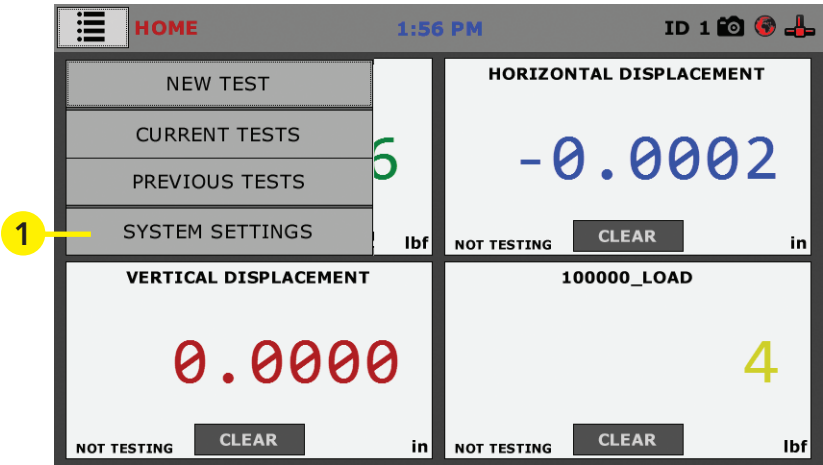 HOME 1:56 PM ID 1
NEW TEST
CURRENT TESTS
PREVIOUS TESTS
1 SYSTEM SETTINGS
6
lbf
HORIZONTAL DISPLACEMENT
-0.0002
NOT TESTING CLEAR in
VERTICAL DISPLACEMENT
0.0000
NOT TESTING CLEAR in
100000_LOAD
4
NOT TESTING CLEAR lbf